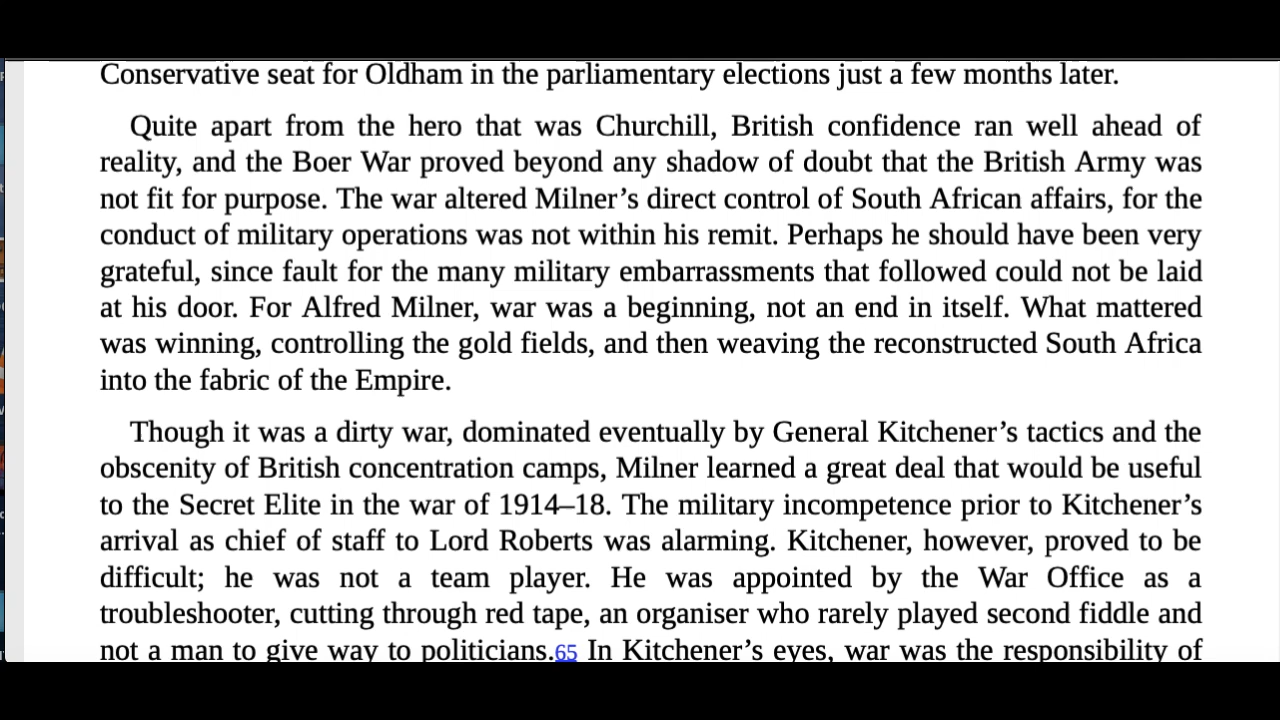 Conservative seat for Oldham in the parliamentary elections just a few months later.
Quite apart from the hero that was Churchill, British confidence ran well ahead of
reality, and the Boer War proved beyond any shadow of doubt that the British Army was
not fit for purpose. The war altered Milner’s direct control of South African affairs, for the
conduct of military operations was not within his remit. Perhaps he should have been very
grateful, since fault for the many military embarrassments that followed could not be laid
at his door. For Alfred Milner, war was a beginning, not an end in itself. What mattered
was winning, controlling the gold fields, and then weaving the reconstructed South Africa
into the fabric of the Empire.
Though it was a dirty war, dominated eventually by General Kitchener’s tactics and the
obscenity of British concentration camps, Milner learned a great deal that would be useful
to the Secret Elite in the war of 1914–18. The military incompetence prior to Kitchener’s
arrival as chief of staff to Lord Roberts was alarming. Kitchener, however, proved to be
difficult; he was not a team player. He was appointed by the War Office as a
troubleshooter, cutting through red tape, an organiser who rarely played second fiddle and
not a man to give way to politicians.65 In Kitchener’s eyes, war was the responsibility of